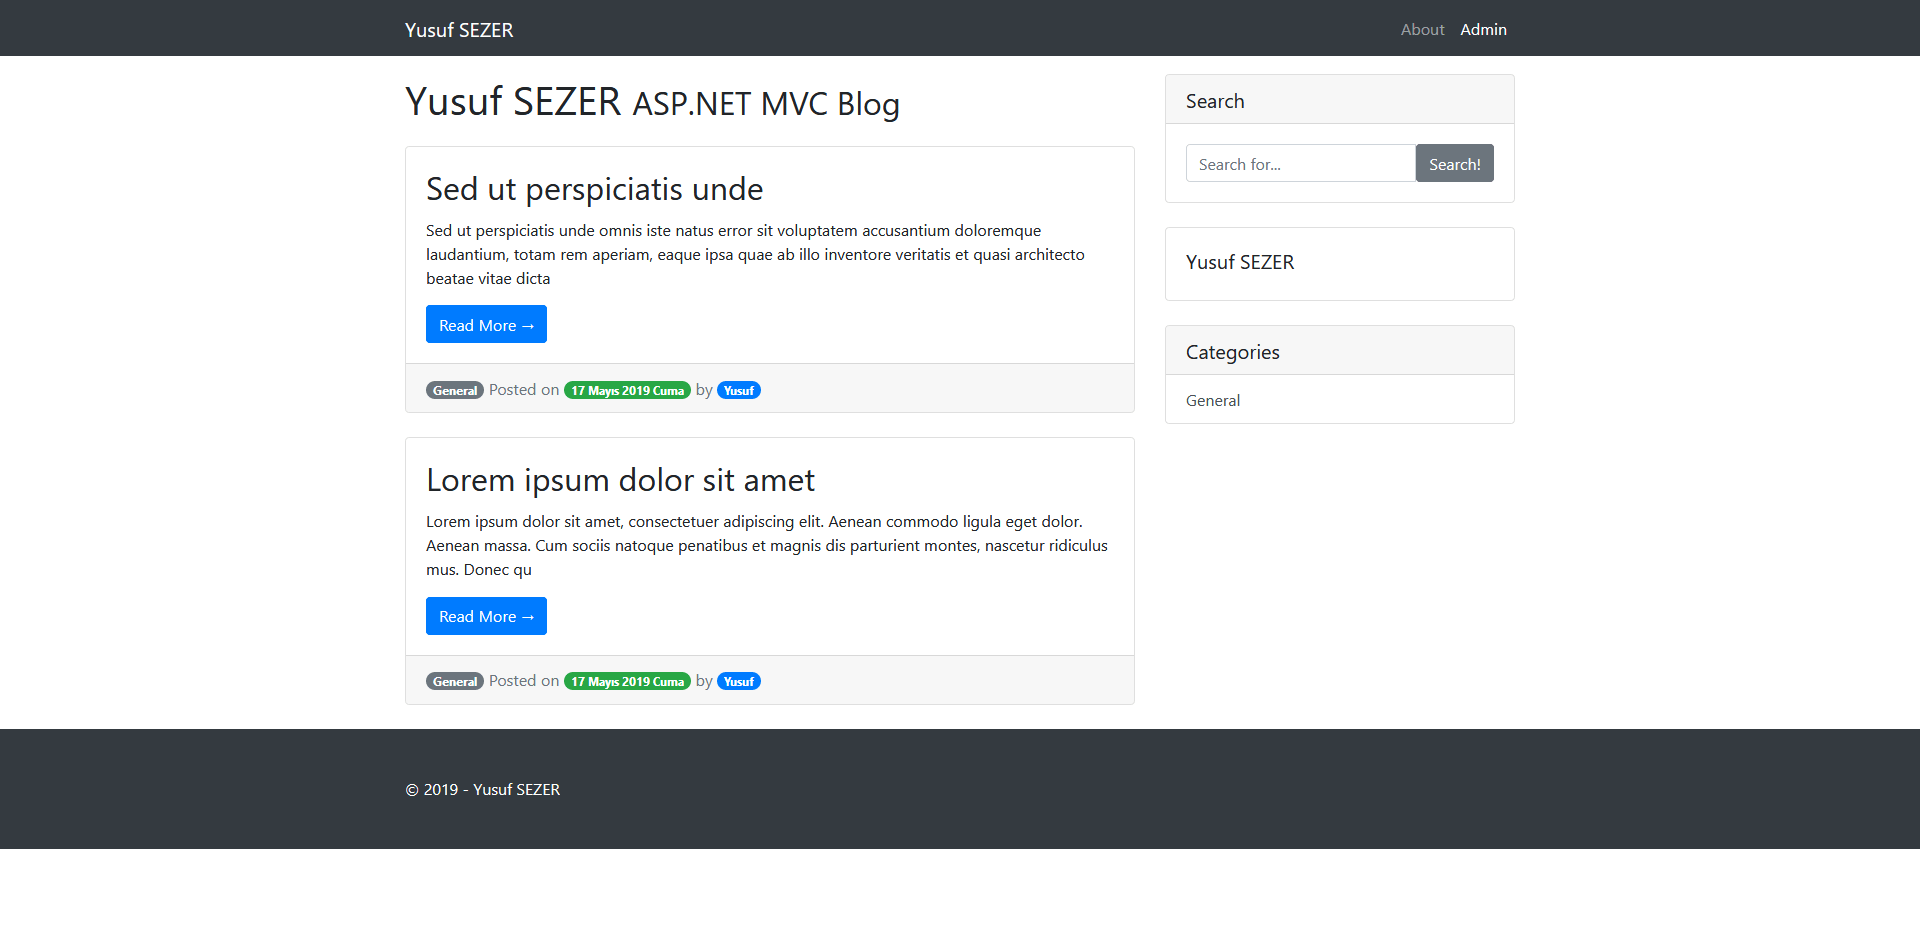 Yusuf SEZER
About Admin
Yusuf SEZER ASP.NET MVC Blog
Sed ut perspiciatis unde
Sed ut perspiciatis unde omnis iste natus error sit voluptatem accusantium doloremque
laudantium, totam rem aperiam, eaque ipsa quae ab illo inventore veritatis et quasi architecto
beatae vitae dicta
Read More →
General Posted on 17 Mayıs 2019 Cuma by Yusuf
Lorem ipsum dolor sit amet
Lorem ipsum dolor sit amet, consectetuer adipiscing elit. Aenean commodo ligula eget dolor.
Aenean massa. Cum sociis natoque penatibus et magnis dis parturient montes, nascetur ridiculus
mus. Donec qu
Read More →
General Posted on 17 Mayıs 2019 Cuma by Yusuf
Search
Search for... Search!
Yusuf SEZER
Categories
General
© 2019 - Yusuf SEZER